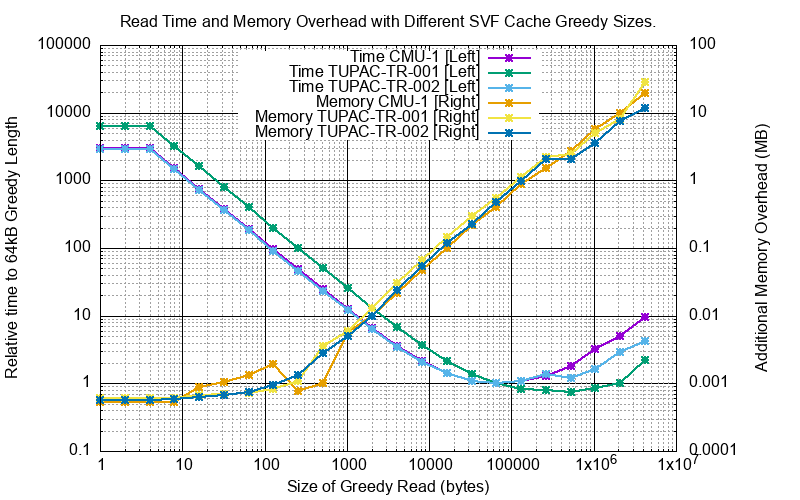 Read Time and Memory Overhead with Different SVF Cache Greedy Sizes.
Relative time to 64kB Greedy Length
100000
10000
1000
100
10
1
0.1
Time CMU-1 [Left]
Time TUPAC-TR-001 [Left]
Time TUPAC-TR-002 [Left]
Memory CMU-1 [Right]
Memory TUPAC-TR-001 [Right]
Memory TUPAC-TR-002 [Right]
100
10
1
0.1
0.01
0.001
0.0001
Additional Memory Overhead (MB)
1 10 100 1000 10000 100000 1x10⁶ 1x10⁷
Size of Greedy Read (bytes)